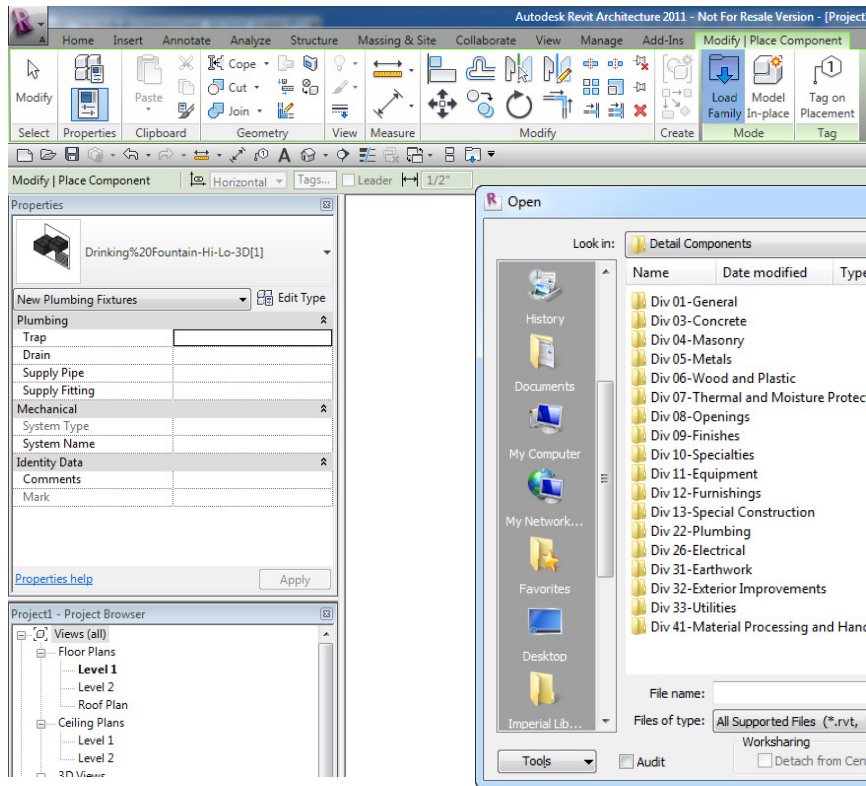 Autodesk Revit Architecture 2011 - Not For Resale Version - [Project
Home Insert Annotate Analyze Structure Massing & Site Collaborate View Manage Add-Ins Modify | Place Component
Modify
Paste
Cope
Cut
Join
Load Family
Model In-place
Tag on Placement
Select Properties Clipboard Geometry View Measure Modify Create Mode Tag
Modify | Place Component Horizontal Tags... Leader 1/2"
Properties
Drinking%20Fountain-Hi-Lo-3D[1]
New Plumbing Fixtures Edit Type
Plumbing
Trap
Drain
Supply Pipe
Supply Fitting
Mechanical
System Type
System Name
Identity Data
Comments
Mark
Properties help Apply
Project1 - Project Browser
Views (all)
Floor Plans
Level 1
Level 2
Roof Plan
Ceiling Plans
Level 1
Level 2
3D Views
Open
Look in: Detail Components
History
Documents
My Computer
My Network...
Favorites
Desktop
Imperial Lib...
Name Date modified Type
Div 01-General
Div 03-Concrete
Div 04-Masonry
Div 05-Metals
Div 06-Wood and Plastic
Div 07-Thermal and Moisture Protec
Div 08-Openings
Div 09-Finishes
Div 10-Specialties
Div 11-Equipment
Div 12-Furnishings
Div 13-Special Construction
Div 22-Plumbing
Div 26-Electrical
Div 31-Earthwork
Div 32-Exterior Improvements
Div 33-Utilities
Div 41-Material Processing and Hand
File name:
Files of type: All Supported Files (*.rvt,
Worksharing
Tools Audit Detach from Cen